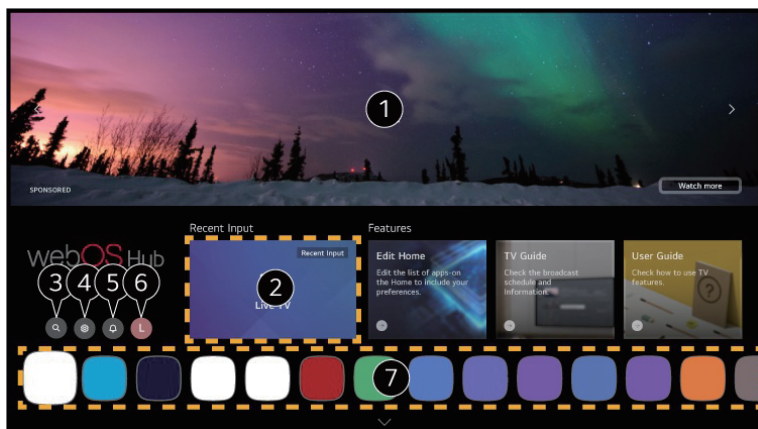 1
SPONSORED
Watch more
Recent Input
Features
webOS Hub
Recent Input
2
Live TV
Edit Home
Edit the list of apps on
the Home to include your
preferences.
TV Guide
Check the broadcast
schedule and
Information.
User Guide
Check how to use TV
features.
?
3
4
5
6
L
7